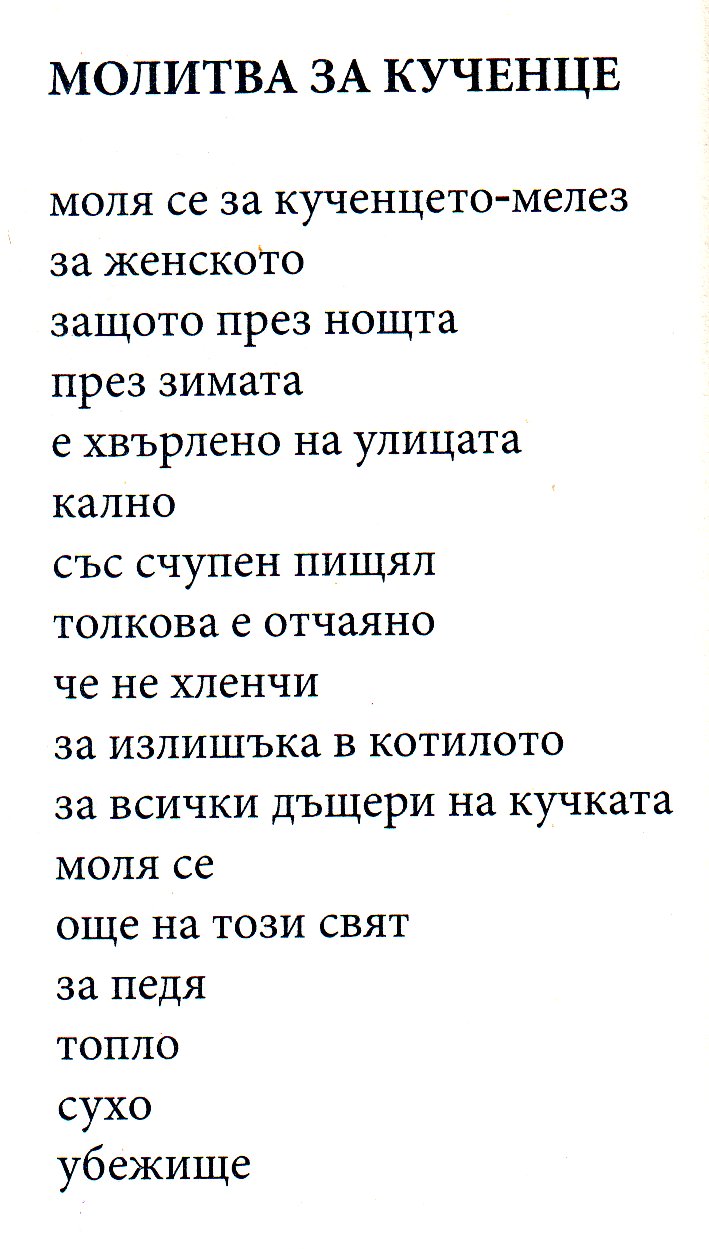 МОЛИТВА ЗА КУЧЕНЦЕ
моля се за кученцето-мелез
за женското
защото през нощта
през зимата
е хвърлено на улицата
кално
със счупен пищял
толкова е отчаяно
че не хленчи
за излишъка в котилото
за всички дъщери на кучката
моля се
още на този свят
за педя
топло
сухо
убежище